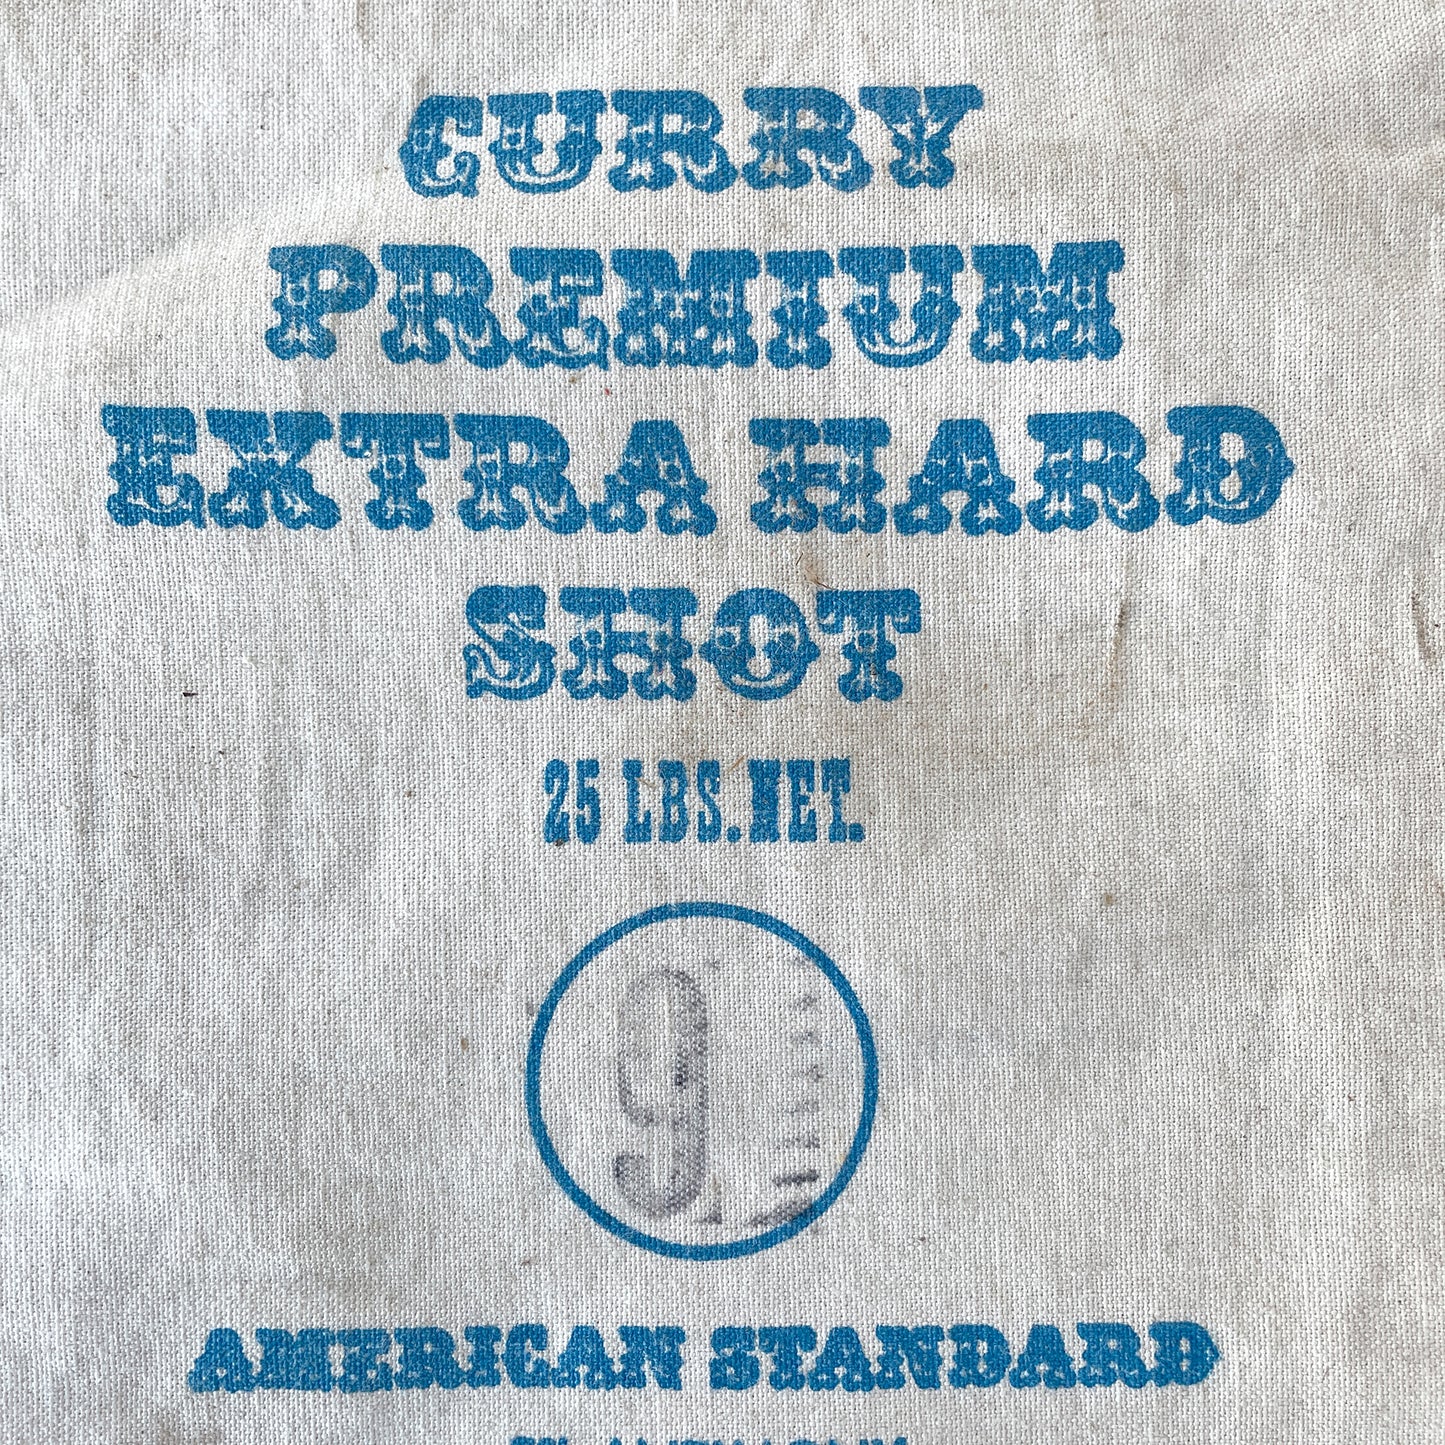 CURRY
PREMIUM
EXTRA HARD
SHOT
25 LBS. NET.
9
AMERICAN STANDARD